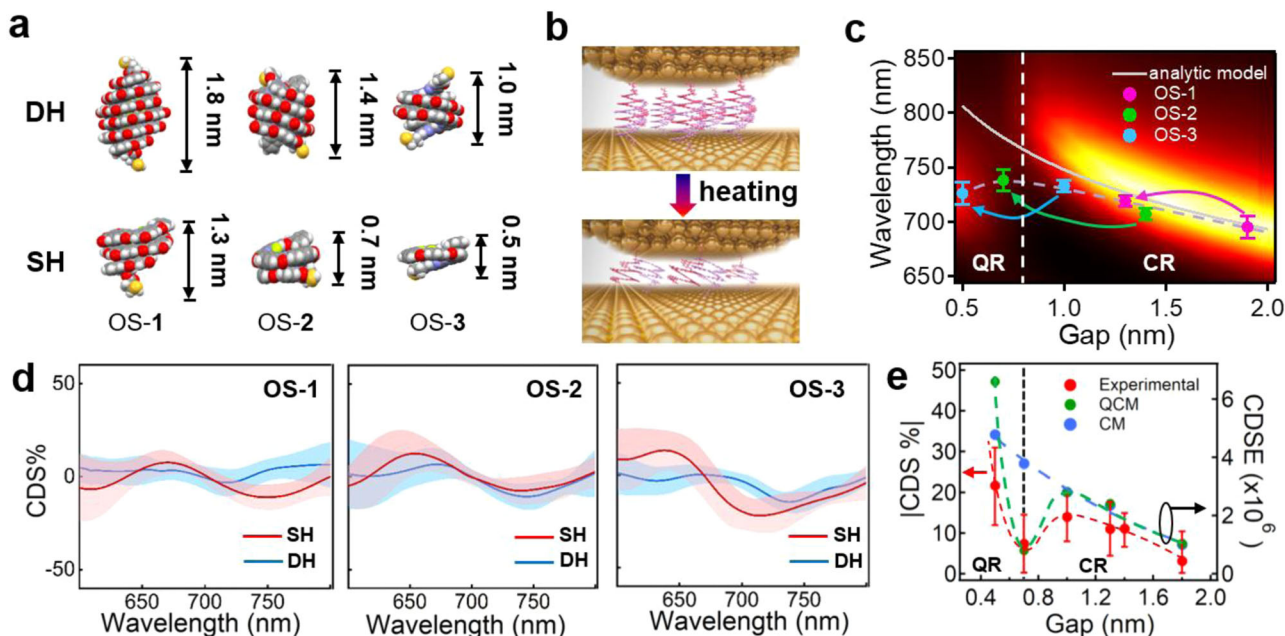 a
DH
1.8 nm
1.4 nm
1.0 nm
SH
1.3 nm
0.7 nm
0.5 nm
OS-1
OS-2
OS-3
b
heating
c
Wavelength (nm)
850
800
750
700
650
analytic model
OS-1
OS-2
OS-3
QR
CR
0.5
1.0
1.5
2.0
Gap (nm)
d
CDS%
50
0
-50
OS-1
SH
DH
650
700
750
Wavelength (nm)
OS-2
SH
DH
650
700
750
Wavelength (nm)
OS-3
SH
DH
650
700
750
Wavelength (nm)
e
|CDS %|
50
40
30
20
10
0
Experimental
QCM
CM
QR
CR
0.4
0.8
1.2
1.6
2.0
Gap (nm)
6
4
2
0
CDSE (x10⁶)